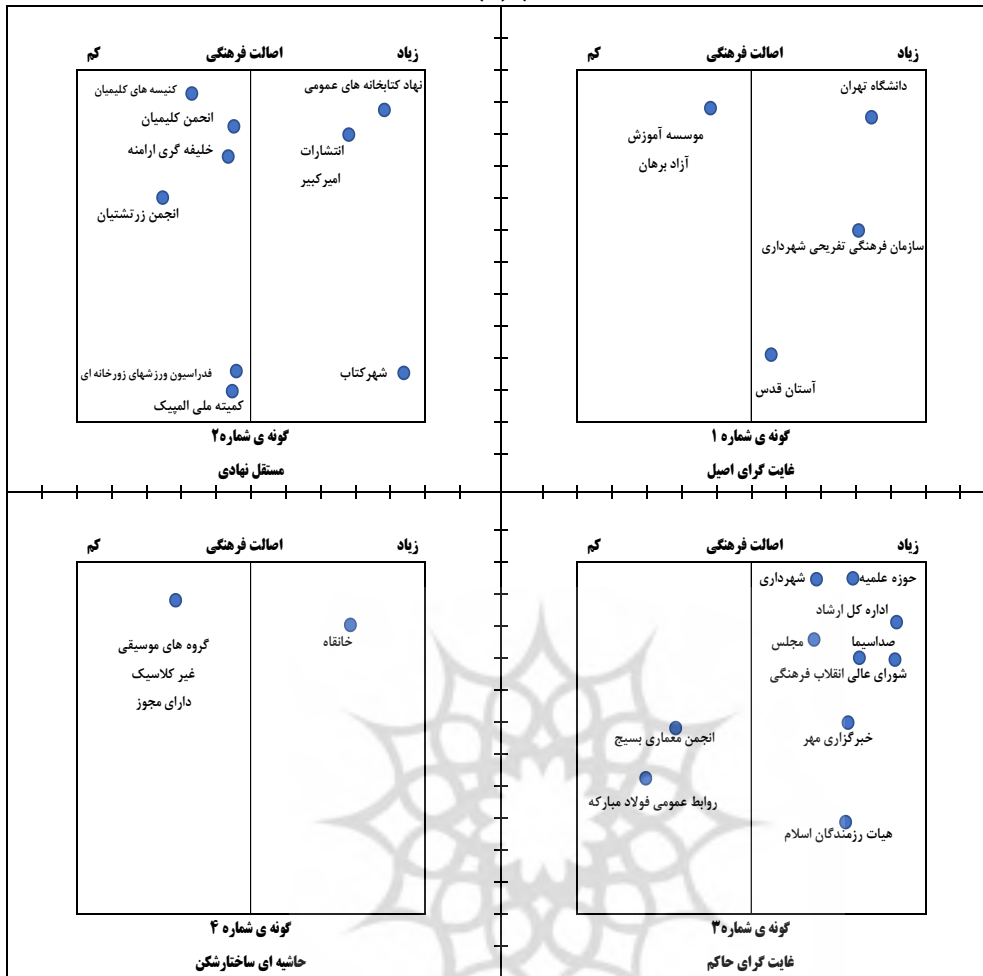 زیاد
اصالت فرهنگی
کم
دانشگاه تهران
موسسه آموزش
آزاد برهان
سازمان فرهنگی تفریحی شهرداری
آستان قدس
گونه ی شماره ۱
غایت گرای اصیل
زیاد
اصالت فرهنگی
کم
نهاد کتابخانه های عمومی
کنیسه های کلیمیان
انحمن کلیمیان
انتشارات
امیرکبیر
خلیفه گری ارامنه
انجمن زرتشتیان
شهرکتاب
فدراسیون ورزشهای زورخانه ای
کمیته ملی المپیک
گونه ی شماره۲
مستقل نهادی
زیاد
اصالت فرهنگی
کم
حوزه علمیه
شهرداری
اداره کل ارشاد
صداسیما
مجلس
شورای عالی انقلاب فرهنگی
خبرگزاری مهر
انجمن معماری بسیج
روابط عمومی فولاد مبارکه
هیات رزمندگان اسلام
گونه ی شماره۳
غایت گرای حاکم
زیاد
اصالت فرهنگی
کم
خانقاه
گروه های موسیقی
غیر کلاسیک
دارای مجوز
گونه ی شماره ۴
حاشیه ای ساختارشکن